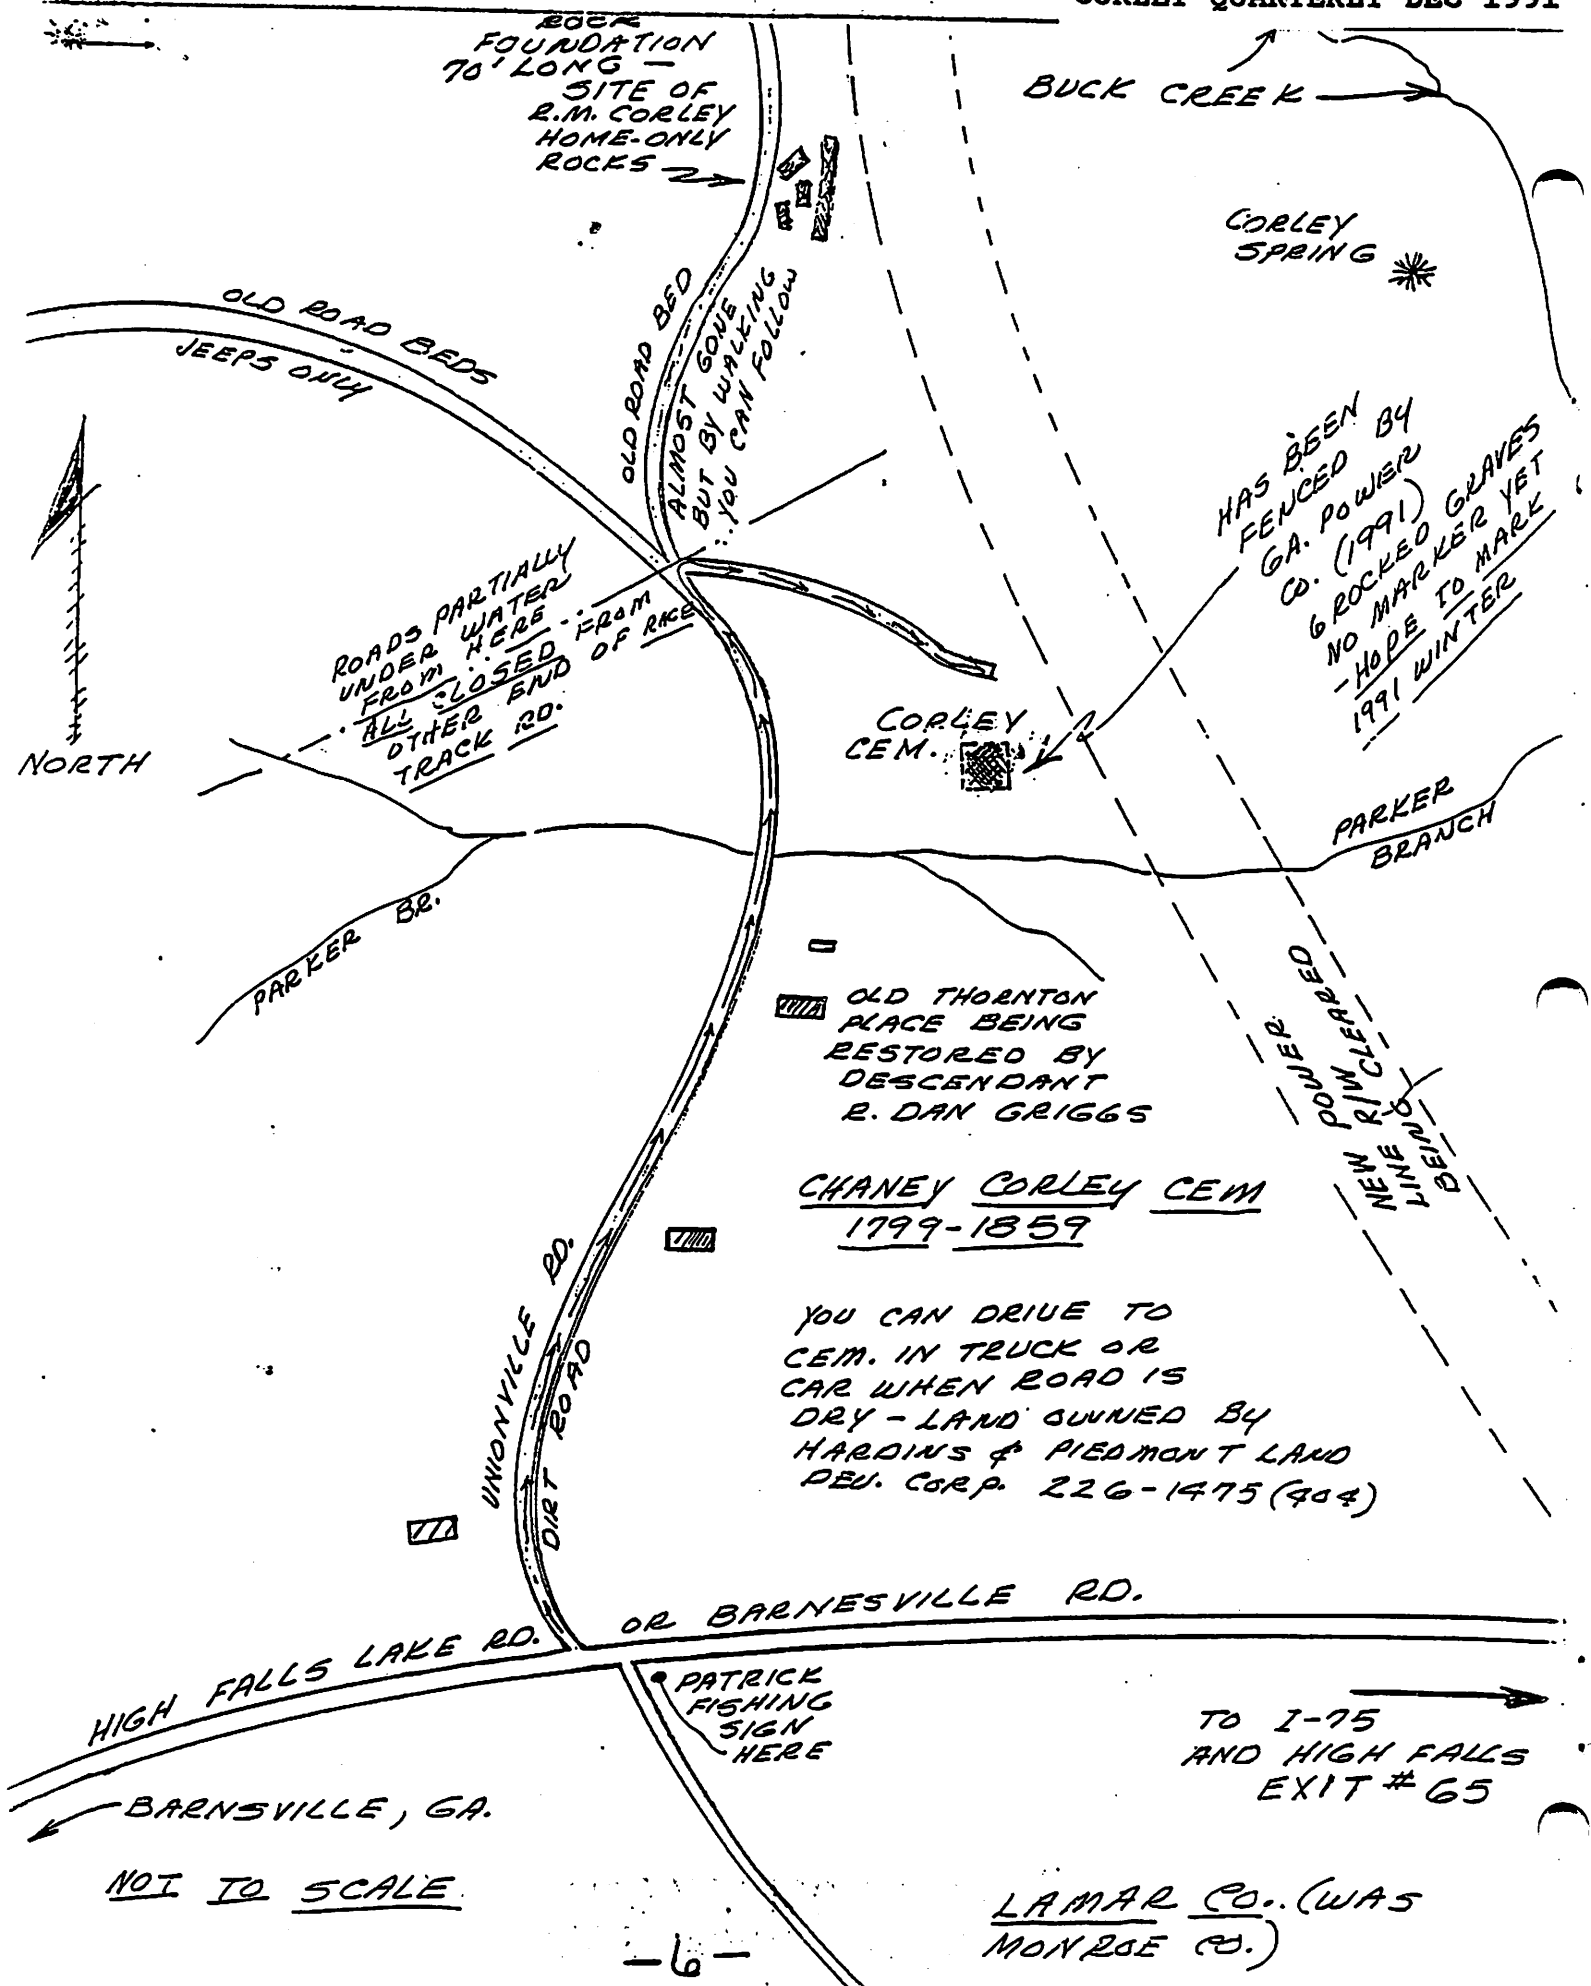 CORLEY QUARTERLY DEC 1991
ROCK
FOUNDATION
70' LONG —
SITE OF
R.M. CORLEY
HOME-ONLY
ROCKS
BUCK CREEK
CORLEY
SPRING
OLD ROAD BEDS
JEEPS ONLY
OLD ROAD BED
ALMOST GONE
BUT BY WALKING
YOU CAN FOLLOW
HAS BEEN
FENCED BY
GA. POWER
CO. (1991)
6 ROCKED GRAVES
NO MARKER YET
- HOPE TO MARK
1991 WINTER
ROADS PARTIALLY
UNDER WATER
FROM HERE
ALL CLOSED FROM
OTHER END OF RACE
TRACK RD.
NORTH
CORLEY
CEM.
PARKER
BRANCH
PARKER BR.
OLD THORNTON
PLACE BEING
RESTORED BY
DESCENDANT
R. DAN GRIGGS
NEW POWER
LINE R/W CLEARED
BEING
CHANEY CORLEY CEM
1799-1859
UNIONVILLE RD.
DIRT ROAD
YOU CAN DRIVE TO
CEM. IN TRUCK OR
CAR WHEN ROAD IS
DRY - LAND OWNED BY
HARDINS & PIEDMONT LAND
DEV. CORP. 226-1475 (404)
HIGH FALLS LAKE RD. OR BARNESVILLE RD.
PATRICK
FISHING
SIGN
HERE
TO I-75
AND HIGH FALLS
EXIT # 65
BARNSVILLE, GA.
NOT TO SCALE
LAMAR CO. (WAS
MONROE CO.)
-6-